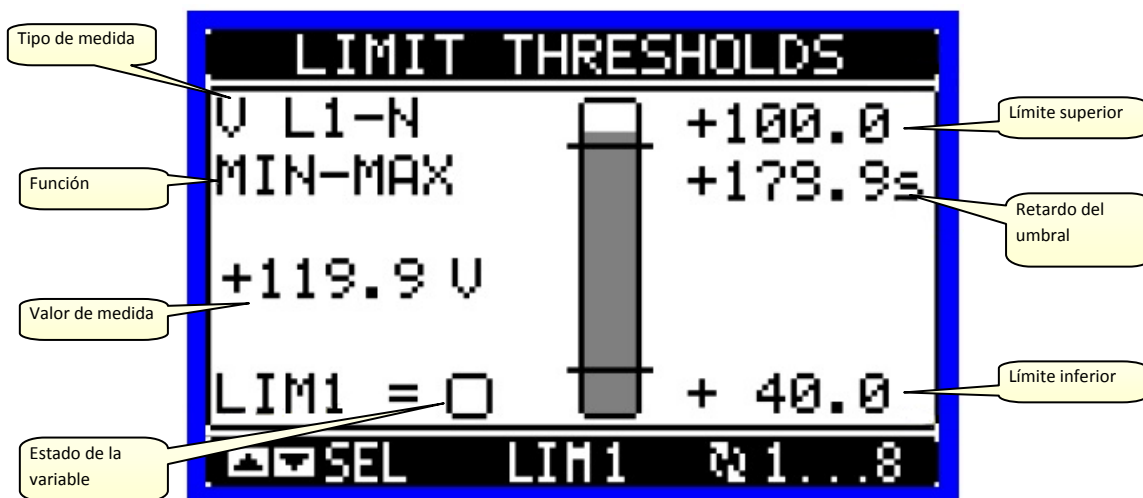 LIMIT THRESHOLDS
Tipo de medida
V L1-N
+100.0
Límite superior
Función
MIN-MAX
+179.9s
Retardo del
umbral
+119.9 V
Valor de medida
LIM1 =
+ 40.0
Límite inferior
Estado de la
variable
SEL LIM1 1...8